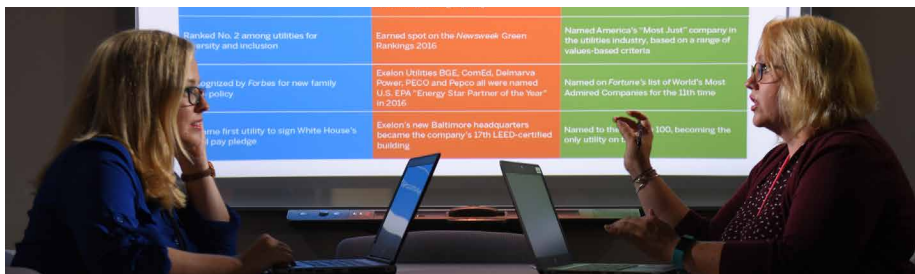 Ranked No. 2 among utilities for
ersity and inclusion
ecognized by Forbes for new family
policy
ame first utility to sign White House's
pay pledge
Earned spot on the Newsweek Green
Rankings 2016
Exelon Utilities BGE, ComEd, Delmarva
Power, PECO and Pepco all were named
U.S. EPA "Energy Star Partner of the Year"
in 2016
Exelon's new Baltimore headquarters
became the company's 17th LEED-certified
building
Named America's "Most Just" company in
the utilities industry, based on a range of
values-based criteria
Named on Fortune's list of World's Most
Admired Companies for the 11th time
Named to the 100, becoming the
only utility on